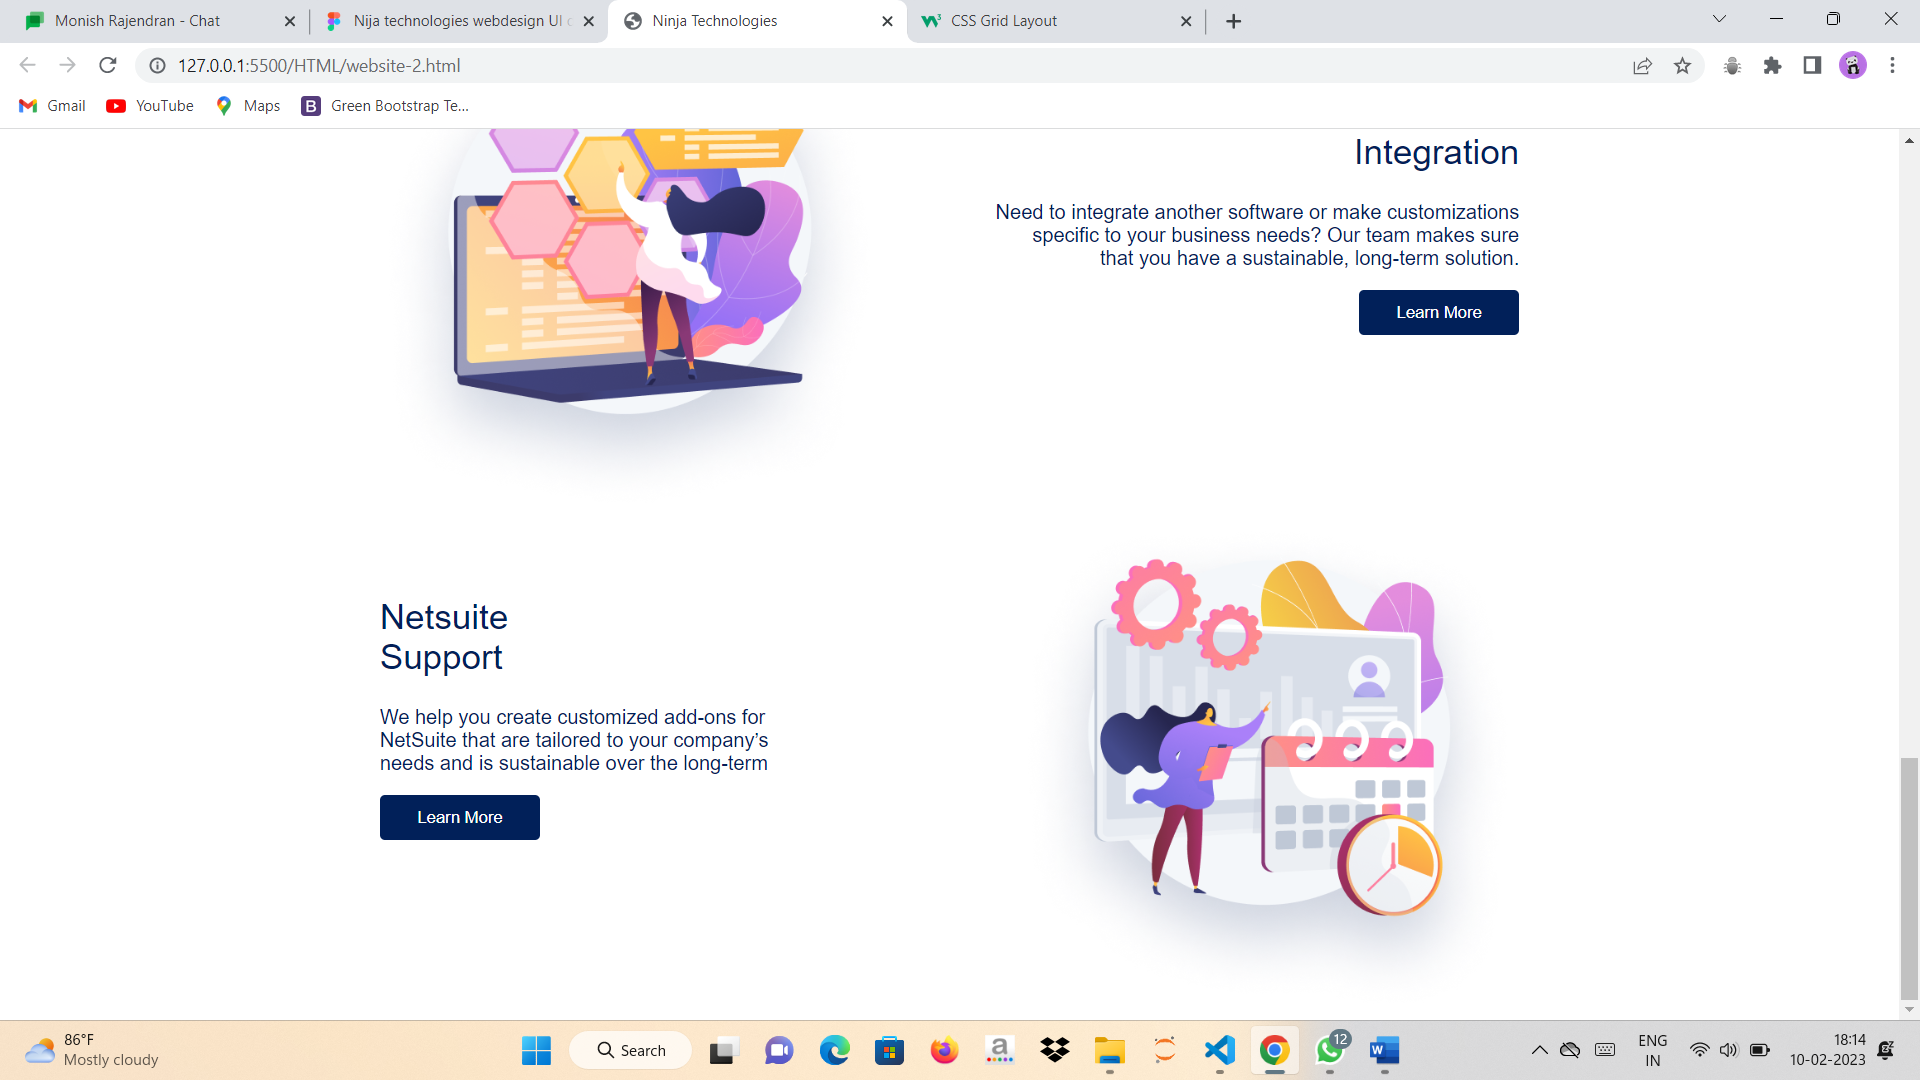 Monish Rajendran - Chat
Nija technologies webdesign UI
Ninja Technologies
CSS Grid Layout
127.0.0.1:5500/HTML/website-2.html
Gmail
YouTube
Maps
B
Green Bootstrap Te...
Integration
Need to integrate another software or make customizations
specific to your business needs? Our team makes sure
that you have a sustainable, long-term solution.
Learn More
Netsuite
Support
We help you create customized add-ons for
NetSuite that are tailored to your company’s
needs and is sustainable over the long-term
Learn More
86°F
Mostly cloudy
Search
a
12
W
ENG
IN
18:14
10-02-2023